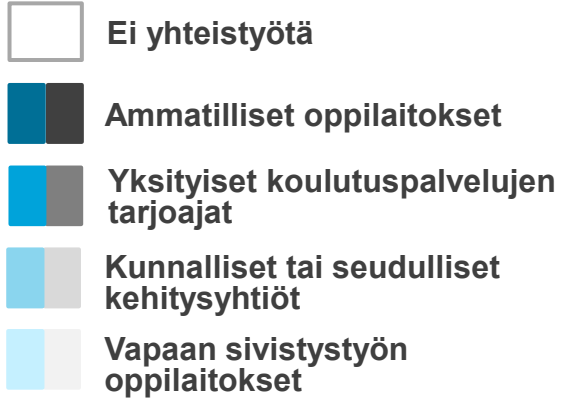 Ei yhteistyötä
Ammatilliset oppilaitokset
Yksityiset koulutuspalvelujen
tarjoajat
Kunnalliset tai seudulliset
kehitysyhtiöt
Vapaan sivistystyön
oppilaitokset